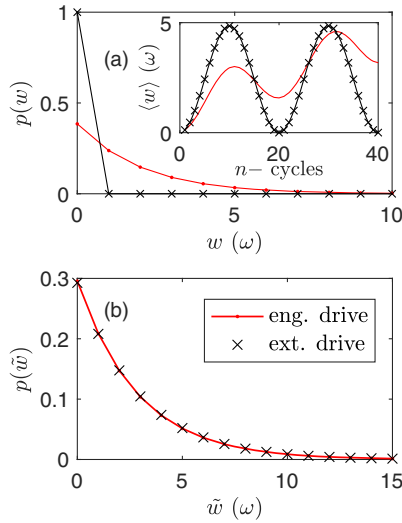 (a)
p(w)
1
0.5
0
0
5
10
w (ω)
⟨w⟩ (ω)
5
0
0
20
40
n− cycles
(b)
p(w̃)
0.3
0.2
0.1
0
eng. drive
ext. drive
0
5
10
15
w̃ (ω)